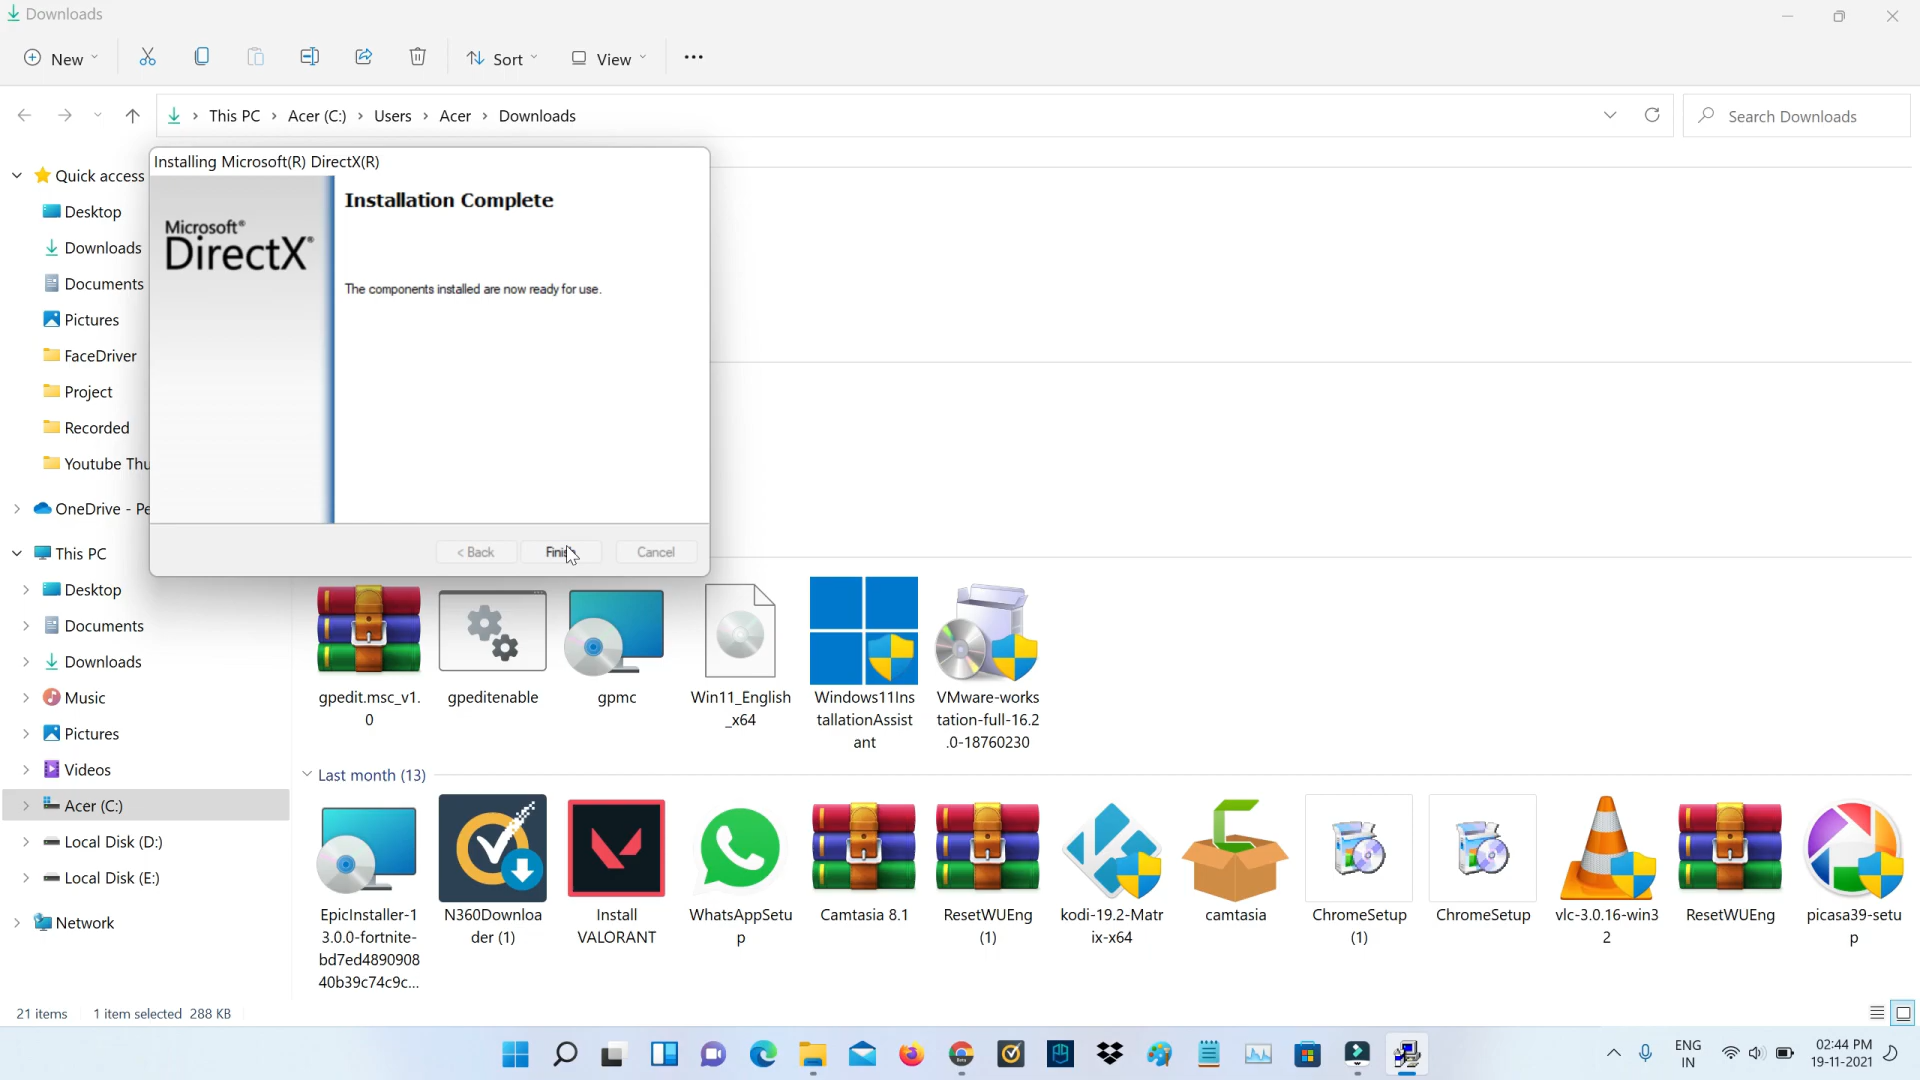 Downloads
New
Sort
View
This PC > Acer (C:) > Users > Acer > Downloads
Search Downloads
Installing Microsoft(R) DirectX(R)
Microsoft®
DirectX®
Installation Complete
The components installed are now ready for use.
< Back
Cancel
Quick access
Desktop
Downloads
Documents
Pictures
FaceDriver
Project
Recorded
Youtube Thu
OneDrive - Pe
This PC
Desktop
Documents
Downloads
Music
Pictures
Videos
Acer (C:)
Local Disk (D:)
Local Disk (E:)
Network
gpedit.msc_v1.
0
gpeditenable
gpmc
Win11_English
_x64
Windows11Ins
tallationAssist
ant
VMware-works
tation-full-16.2
.0-18760230
Last month (13)
EpicInstaller-1
3.0.0-fortnite-
bd7ed4890908
40b39c74c9c...
N360Downloa
der (1)
Install
VALORANT
WhatsAppSetu
p
Camtasia 8.1
ResetWUEng
(1)
kodi-19.2-Matr
ix-x64
camtasia
ChromeSetup
(1)
ChromeSetup
vlc-3.0.16-win3
2
ResetWUEng
picasa39-setu
p
21 items
1 item selected 288 KB
ENG
IN
02:44 PM
19-11-2021